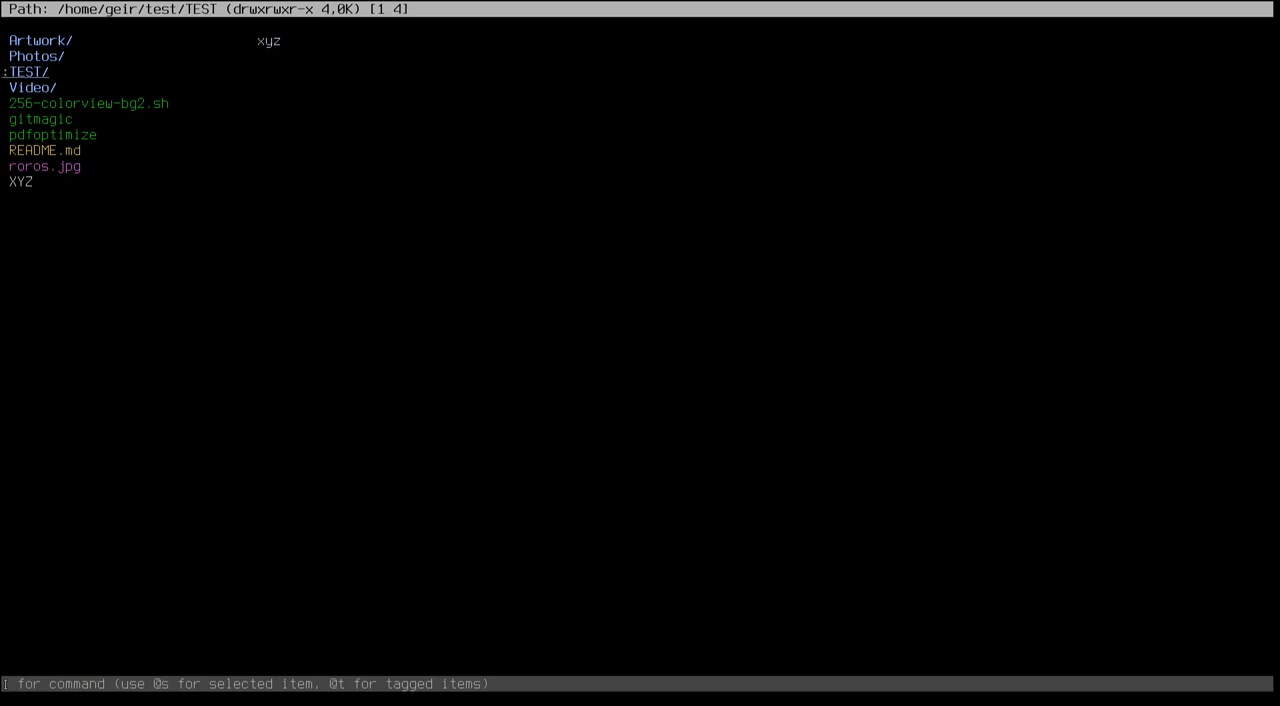 Path: /home/geir/test/TEST (drwxrwxr-x 4,0K) [1 4]
Artwork/ xyz
Photos/
:TEST/
Video/
256-colorview-bg2.sh
gitmagic
pdfoptimize
README.md
roros.jpg
XYZ
: for command (use @s for selected item, @t for tagged items)